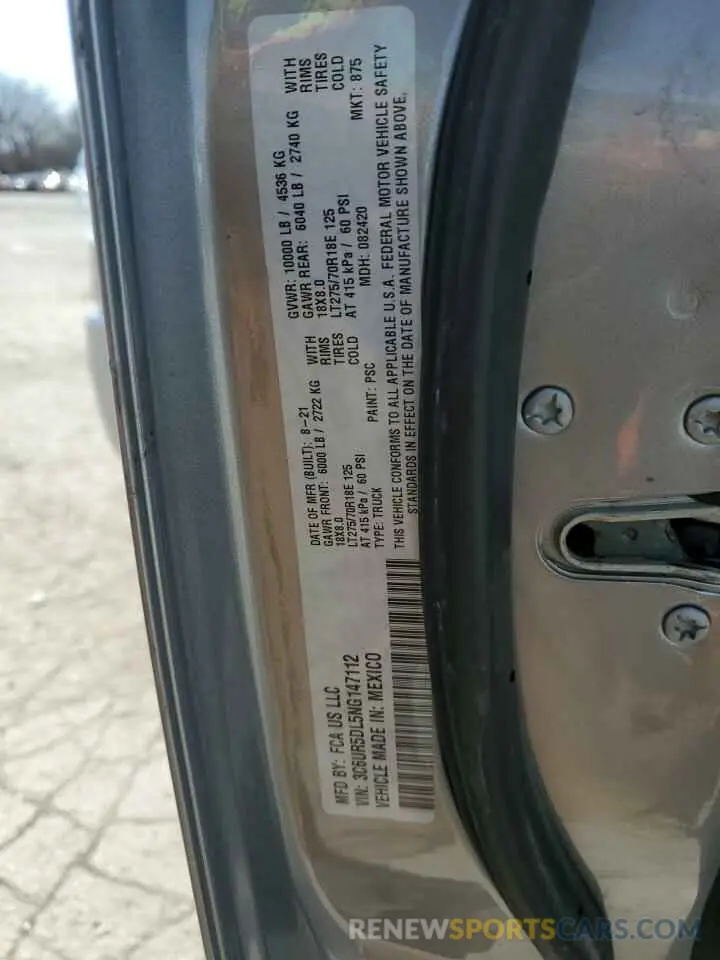 MFD BY: FCA US LLC
VIN: 3C6UR5DL5NG147112
VEHICLE MADE IN: MEXICO
DATE OF MFR (BUILT): 8-21
GAWR FRONT: 6000 LB / 2722 KG WITH
18X8.0 RIMS
LT275/70R18E 125 TIRES
AT 415 kPa / 60 PSI COLD
TYPE: TRUCK PAINT: PSC
GVWR: 10000 LB / 4536 KG
GAWR REAR: 6040 LB / 2740 KG WITH
18X8.0 RIMS
LT275/70R18E 125 TIRES
AT 415 kPa / 60 PSI COLD
MDH: 082420 MKT: 875
THIS VEHICLE CONFORMS TO ALL APPLICABLE U.S.A. FEDERAL MOTOR VEHICLE SAFETY
STANDARDS IN EFFECT ON THE DATE OF MANUFACTURE SHOWN ABOVE.
RENEWSPORTSCARS.COM